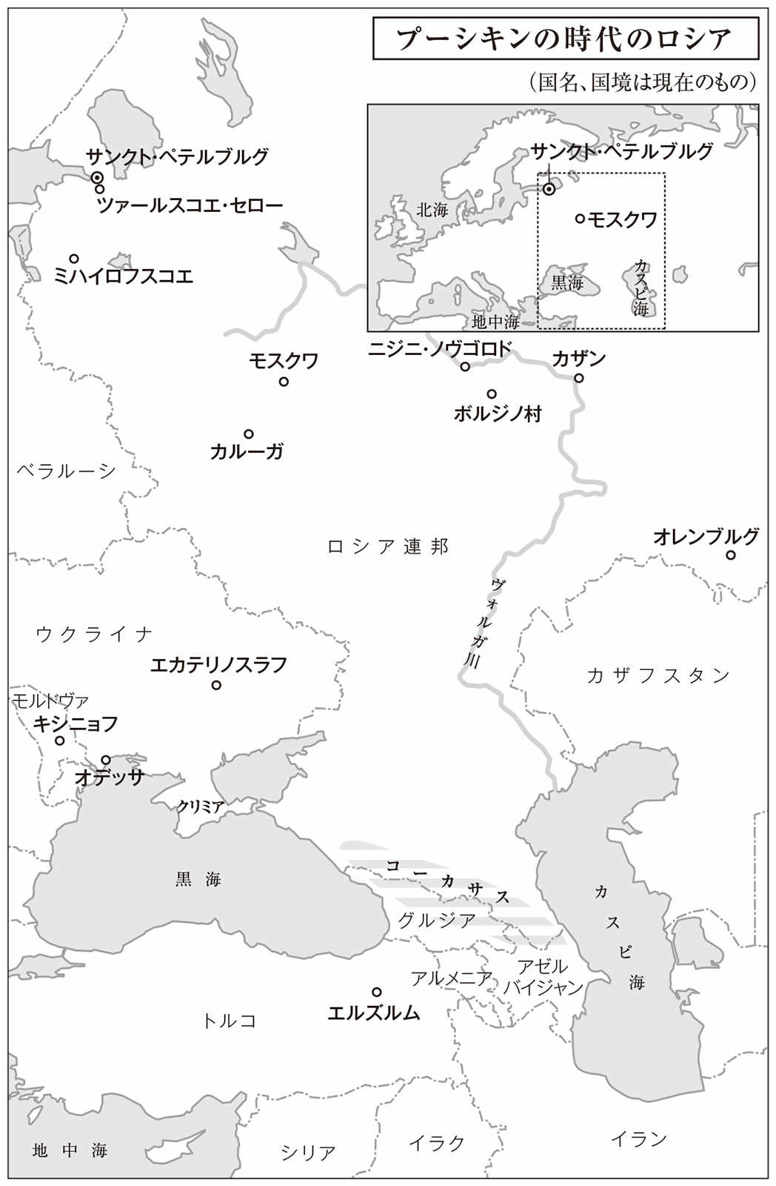 プーシキンの時代のロシア
（国名、国境は現在のもの）
サンクト・ペテルブルグ
北海
モスクワ
黒海
カスピ海
地中海
サンクト・ペテルブルグ
ツァールスコエ・セロー
ミハイロフスコエ
モスクワ
ニジニ・ノヴゴロド
カザン
ボルジノ村
カルーガ
ベラルーシ
ロシア連邦
オレンブルグ
ヴォルガ川
ウクライナ
エカテリノスラフ
カザフスタン
モルドヴァ
キシニョフ
オデッサ
クリミア
黒海
コーカサス
カスピ海
グルジア
アルメニア
アゼル
バイジャン
エルズルム
トルコ
地中海
シリア
イラク
イラン